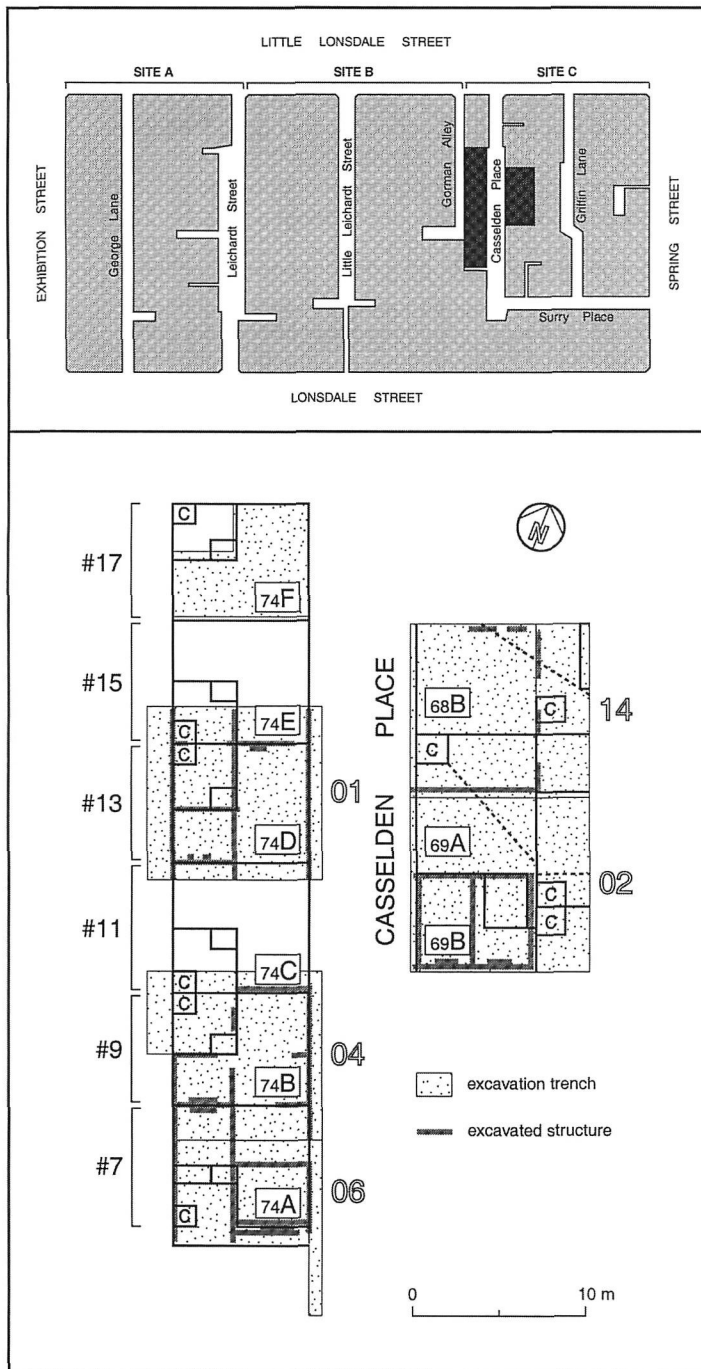 LITTLE LONSDALE STREET
SITE A
SITE B
SITE C
EXHIBITION STREET
George Lane
Leichardt Street
Little Leichardt Street
Gorman Alley
Casselden Place
Griffin Lane
SPRING STREET
Surry Place
LONSDALE STREET
C
#17
74F
N
#15
74E
C
C
#13
74D
01
#11
74C
C
C
#9
74B
04
#7
74A
06
C
CASSELDEN PLACE
68B
C
14
C
69A
02
C
C
69B
excavation trench
excavated structure
0 10 m